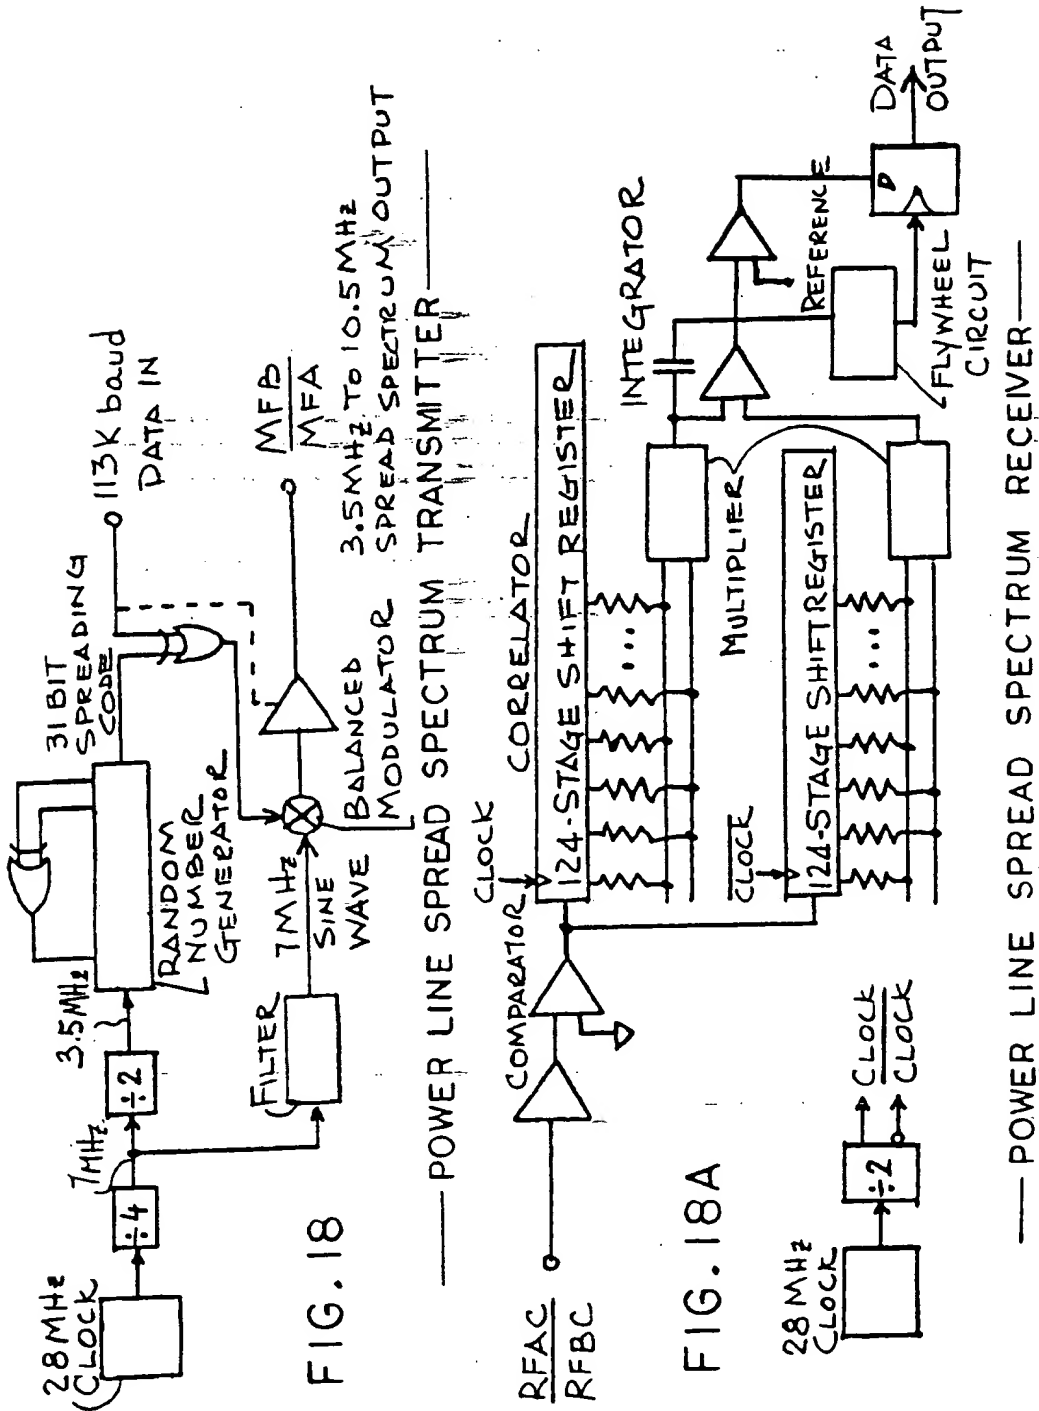 28MHz
CLOCK
÷4
7MHz
÷2
3.5MHz
RANDOM
NUMBER
GENERATOR
31 BIT
SPREADING
CODE
113K baud
DATA IN
FILTER
7MHz
SINE
WAVE
BALANCED
MODULATOR
MFB
MFA
3.5MHz TO 10.5MHz
SPREAD SPECTRUM OUTPUT
FIG. 18
POWER LINE SPREAD SPECTRUM TRANSMITTER
RFAC
RFBC
COMPARATOR
CLOCK
CORRELATOR
124-STAGE SHIFT REGISTER
CLOCK
124-STAGE SHIFT REGISTER
MULTIPLIER
INTEGRATOR
REFERENCE
FLYWHEEL
CIRCUIT
D
DATA
OUTPUT
FIG. 18A
28MHz
CLOCK
÷2
CLOCK
CLOCK
POWER LINE SPREAD SPECTRUM RECEIVER